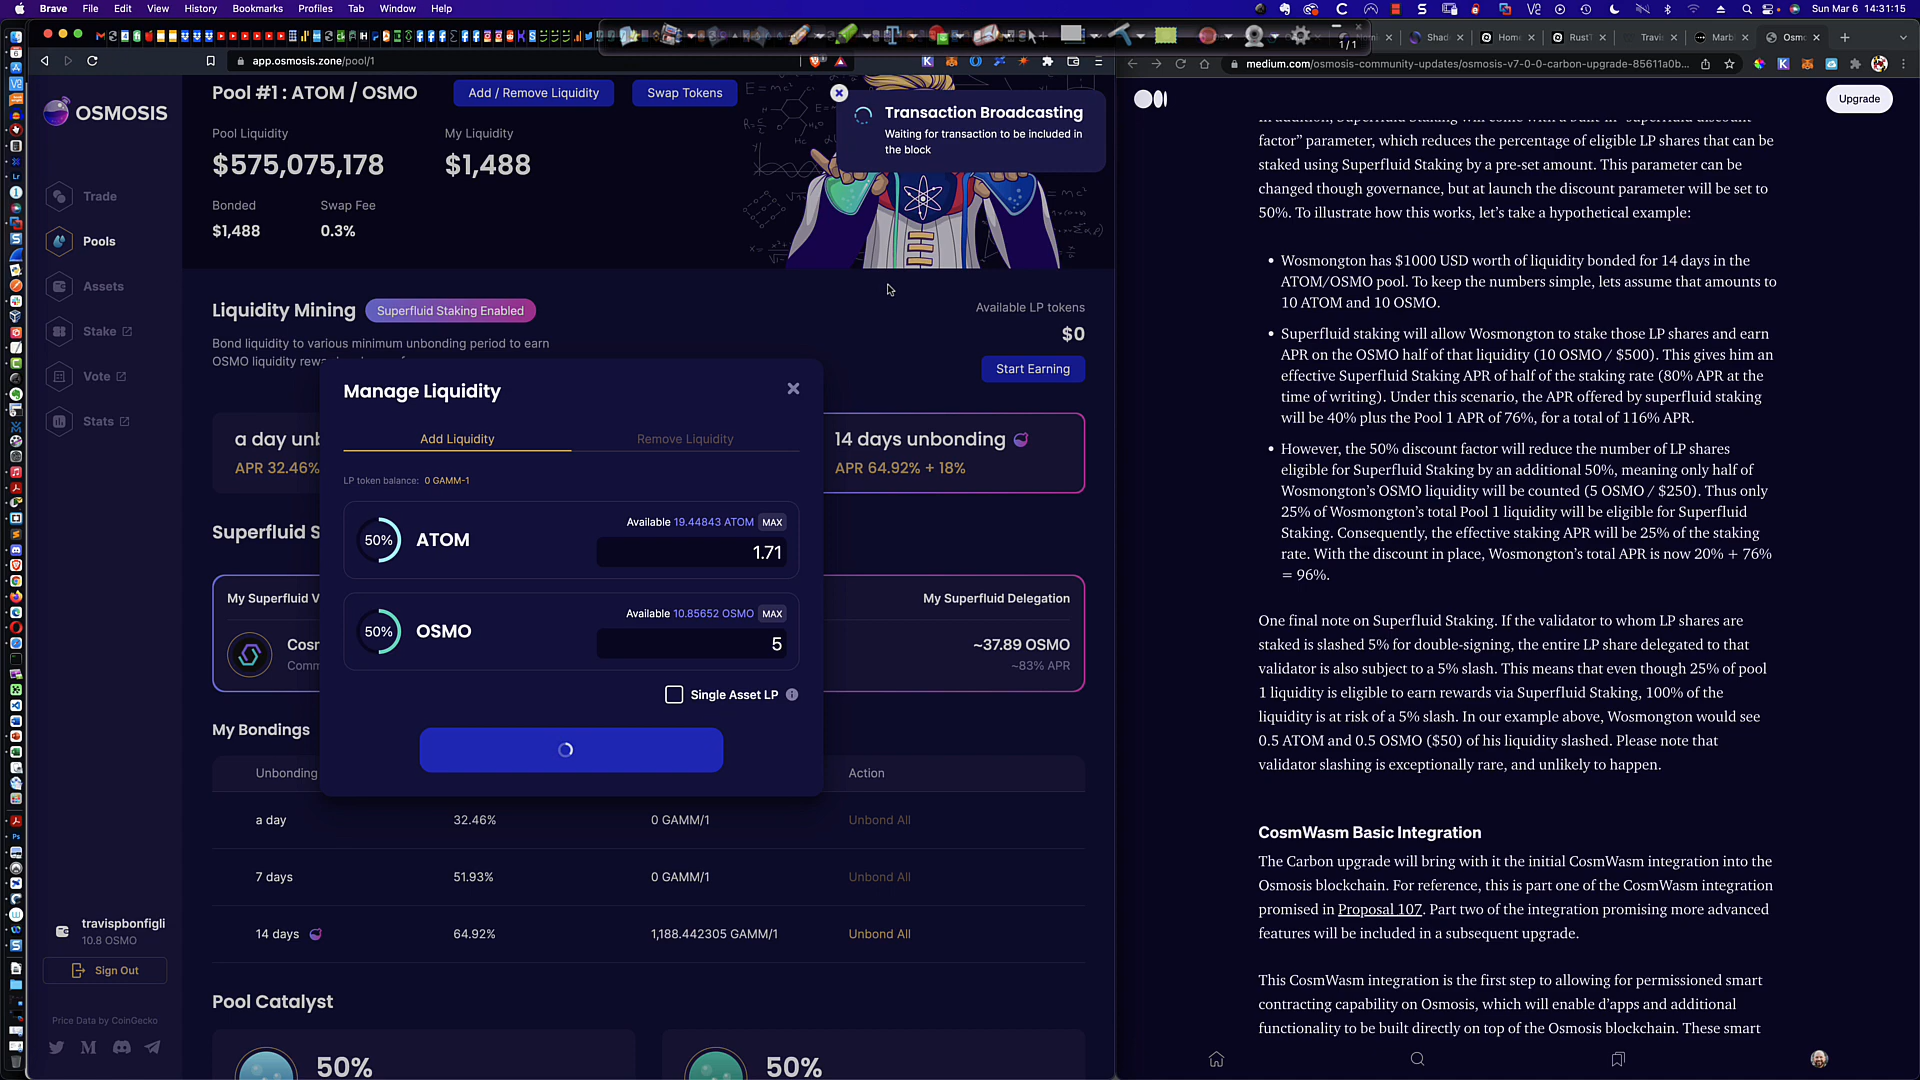 Brave File Edit View History Bookmarks Profiles Tab Window Help
Sun Mar 6 14:31:15
1 / 1
Shad
Hom
RustT
Travi
Marb
Osmo
app.osmosis.zone/pool/1
medium.com/osmosis-community-updates/osmosis-v7-0-0-carbon-upgrade-85611a0b...
OSMOSIS
Trade
Pools
Assets
Stake
Vote
Stats
travispbonfigli
10.8 OSMO
Sign Out
Price Data by CoinGecko
Pool #1 : ATOM / OSMO
Add / Remove Liquidity
Swap Tokens
Pool Liquidity
My Liquidity
$575,075,178
$1,488
Bonded
Swap Fee
$1,488
0.3%
Transaction Broadcasting
Waiting for transaction to be included in
the block
Liquidity Mining
Superfluid Staking Enabled
Bond liquidity to various minimum unbonding period to earn
OSMO liquidity rew
Available LP tokens
$0
Start Earning
a day unb
APR 32.46%
14 days unbonding
APR 64.92% + 18%
Manage Liquidity
Add Liquidity
Remove Liquidity
LP token balance: 0 GAMM-1
50%
ATOM
Available 19.44843 ATOM MAX
1.71
50%
OSMO
Available 10.85652 OSMO MAX
5
Single Asset LP
Superfluid S
My Superfluid V
Cosr
Comm
My Superfluid Delegation
~37.89 OSMO
~83% APR
My Bondings
Unbonding
Action
a day 32.46% 0 GAMM/1 Unbond All
7 days 51.93% 0 GAMM/1 Unbond All
14 days 64.92% 1,188.442305 GAMM/1 Unbond All
Pool Catalyst
50%
50%
Upgrade
factor” parameter, which reduces the percentage of eligible LP shares that can be
staked using Superfluid Staking by a pre-set amount. This parameter can be
changed though governance, but at launch the discount parameter will be set to
50%. To illustrate how this works, let’s take a hypothetical example:
• Wosmongton has $1000 USD worth of liquidity bonded for 14 days in the
ATOM/OSMO pool. To keep the numbers simple, lets assume that amounts to
10 ATOM and 10 OSMO.
• Superfluid staking will allow Wosmongton to stake those LP shares and earn
APR on the OSMO half of that liquidity (10 OSMO / $500). This gives him an
effective Superfluid Staking APR of half of the staking rate (80% APR at the
time of writing). Under this scenario, the APR offered by superfluid staking
will be 40% plus the Pool 1 APR of 76%, for a total of 116% APR.
• However, the 50% discount factor will reduce the number of LP shares
eligible for Superfluid Staking by an additional 50%, meaning only half of
Wosmongton’s OSMO liquidity will be counted (5 OSMO / $250). Thus only
25% of Wosmongton’s total Pool 1 liquidity will be eligible for Superfluid
Staking. Consequently, the effective staking APR will be 25% of the staking
rate. With the discount in place, Wosmongton’s total APR is now 20% + 76%
= 96%.
One final note on Superfluid Staking. If the validator to whom LP shares are
staked is slashed 5% for double-signing, the entire LP share delegated to that
validator is also subject to a 5% slash. This means that even though 25% of pool
1 liquidity is eligible to earn rewards via Superfluid Staking, 100% of the
liquidity is at risk of a 5% slash. In our example above, Wosmongton would see
0.5 ATOM and 0.5 OSMO ($50) of his liquidity slashed. Please note that
validator slashing is exceptionally rare, and unlikely to happen.
CosmWasm Basic Integration
The Carbon upgrade will bring with it the initial CosmWasm integration into the
Osmosis blockchain. For reference, this is part one of the CosmWasm integration
promised in Proposal 107. Part two of the integration promising more advanced
features will be included in a subsequent upgrade.
This CosmWasm integration is the first step to allowing for permissioned smart
contracting capability on Osmosis, which will enable d’apps and additional
functionality to be built directly on top of the Osmosis blockchain. These smart